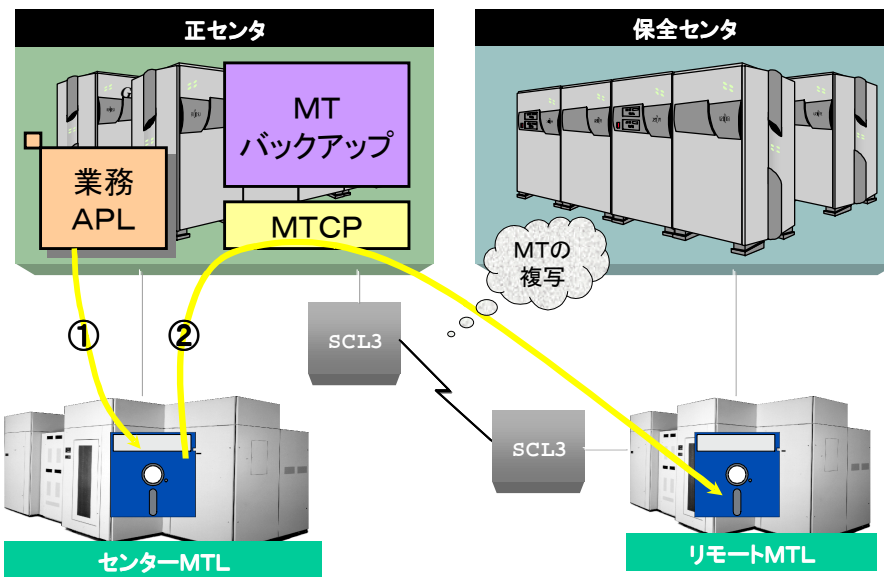 正センタ
保全センタ
MT
バックアップ
業務
APL
MTCP
MTの
複写
①
②
SCL3
SCL3
センターMTL
リモートMTL